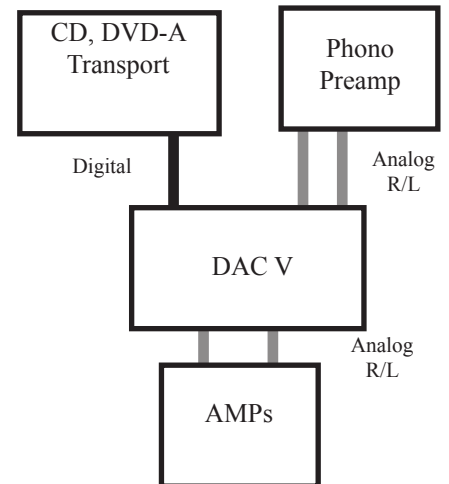 CD, DVD-A
Transport
Phono
Preamp
Digital
Analog
R/L
DAC V
Analog
R/L
AMPs